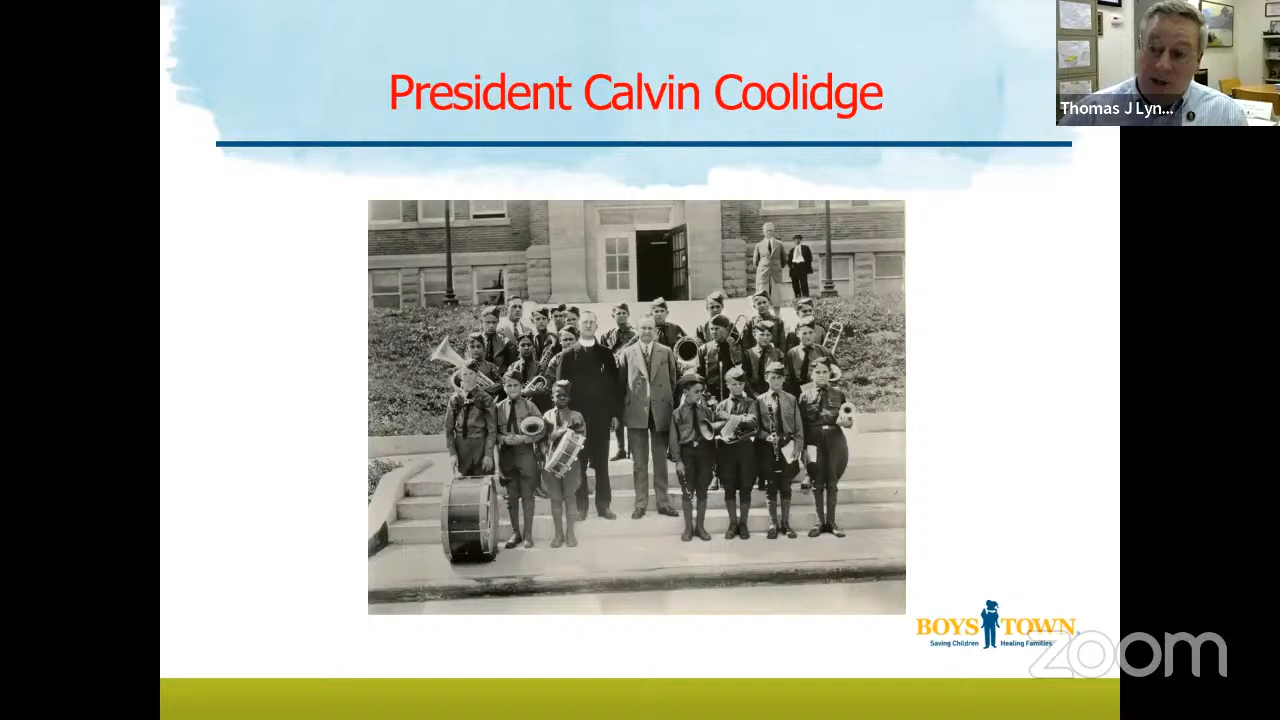 President Calvin Coolidge
Thomas J Lyn...
BOYS TOWN
Saving Children Healing Families
zoom